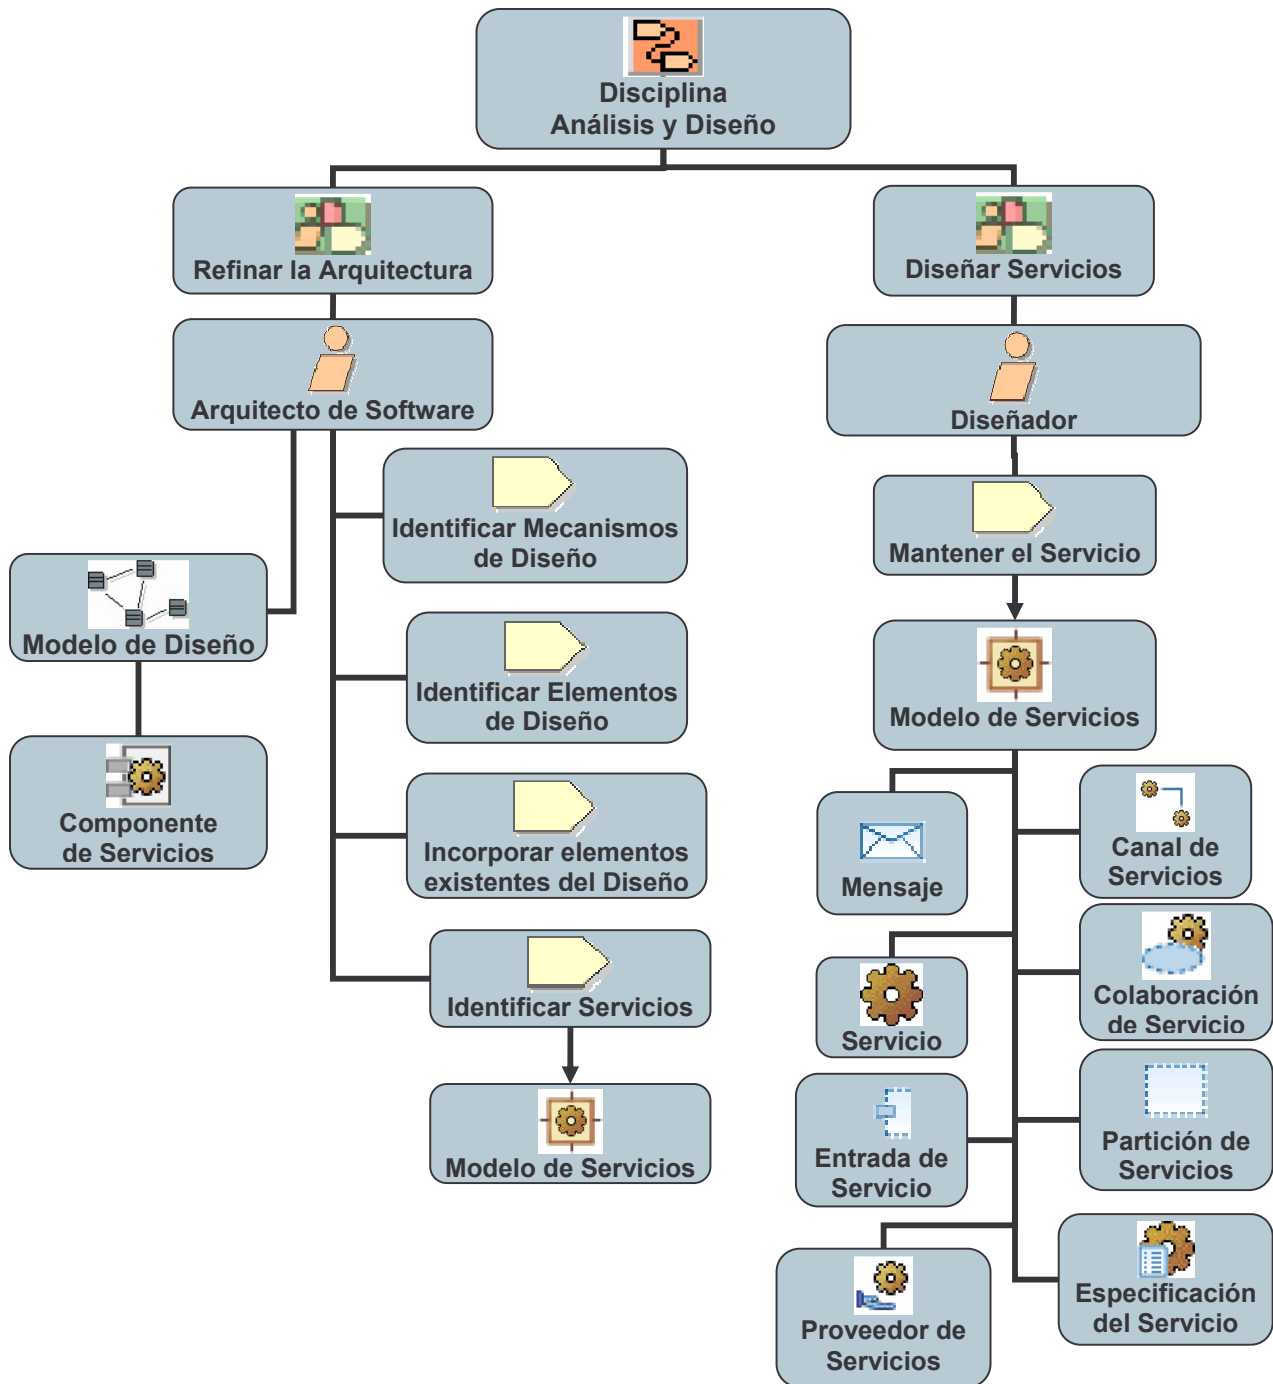 Disciplina
Análisis y Diseño
Refinar la Arquitectura
Diseñar Servicios
Arquitecto de Software
Diseñador
Identificar Mecanismos
de Diseño
Mantener el Servicio
Modelo de Diseño
Identificar Elementos
de Diseño
Modelo de Servicios
Componente
de Servicios
Incorporar elementos
existentes del Diseño
Mensaje
Canal de
Servicios
Identificar Servicios
Servicio
Colaboración
de Servicio
Modelo de Servicios
Entrada de
Servicio
Partición de
Servicios
Proveedor de
Servicios
Especificación
del Servicio